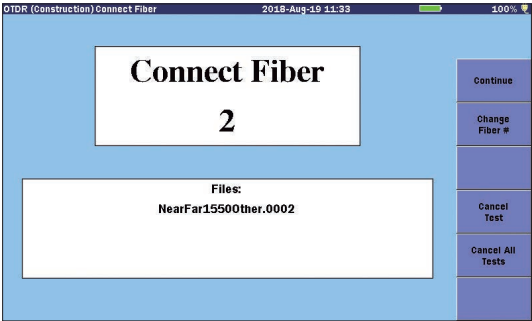 OTDR (Construction) Connect Fiber 2018-Aug-19 11:33 100%
Connect Fiber
2
Continue
Change
Fiber #
Files:
NearFar1550Other.0002
Cancel
Test
Cancel All
Tests